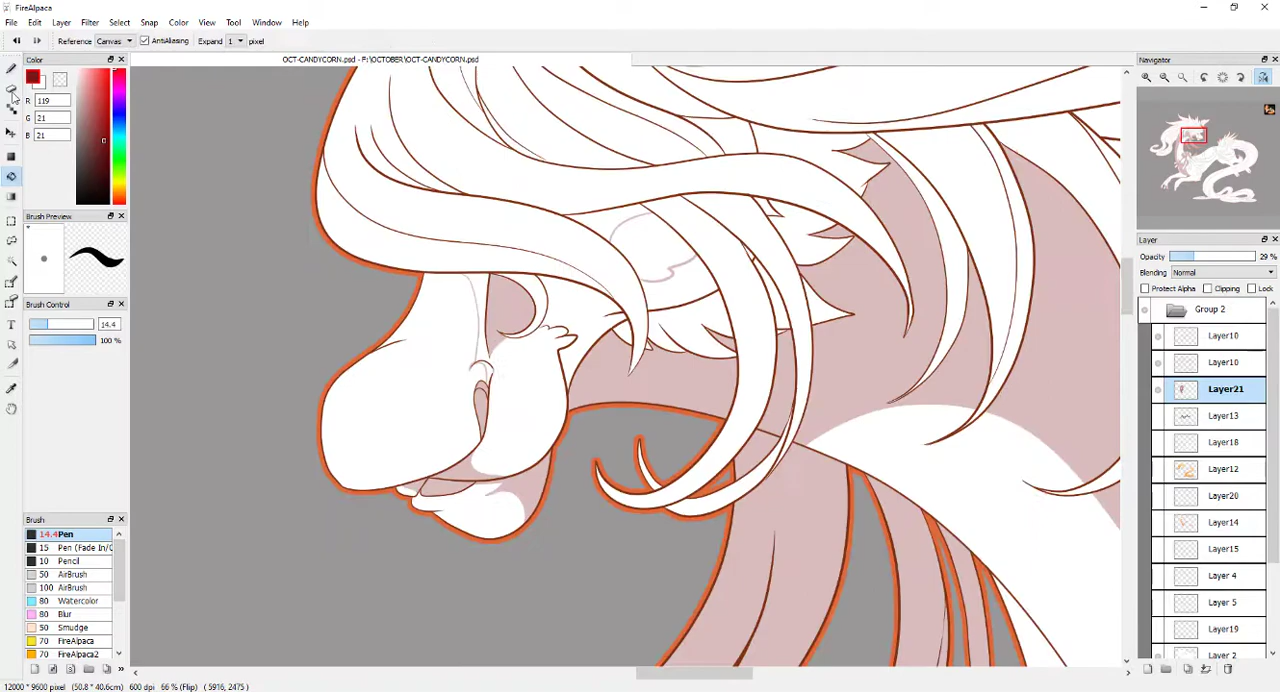 FireAlpaca
File Edit Layer Filter Select Snap Color View Tool Window Help
Reference Canvas AntiAliasing Expand 1 pixel
OCT-CANDYCORN.psd - F:\OCTOBER\OCT-CANDYCORN.psd
Color
R 119
G 21
B 21
Brush Preview
Brush Control
14.4
100 %
Brush
14.4 Pen
15 Pen (Fade In/O
10 Pencil
50 AirBrush
100 AirBrush
80 Watercolor
80 Blur
50 Smudge
70 FireAlpaca
70 FireAlpaca2
Navigator
Layer
Opacity 29 %
Blending Normal
Protect Alpha Clipping Lock
Group 2
Layer10
Layer10
Layer21
Layer13
Layer18
Layer12
Layer20
Layer14
Layer15
Layer 4
Layer 5
Layer19
Layer 2
12000 * 9600 pixel (50.8 * 40.6cm) 600 dpi 66 % (Flip) ( 5916, 2475 )